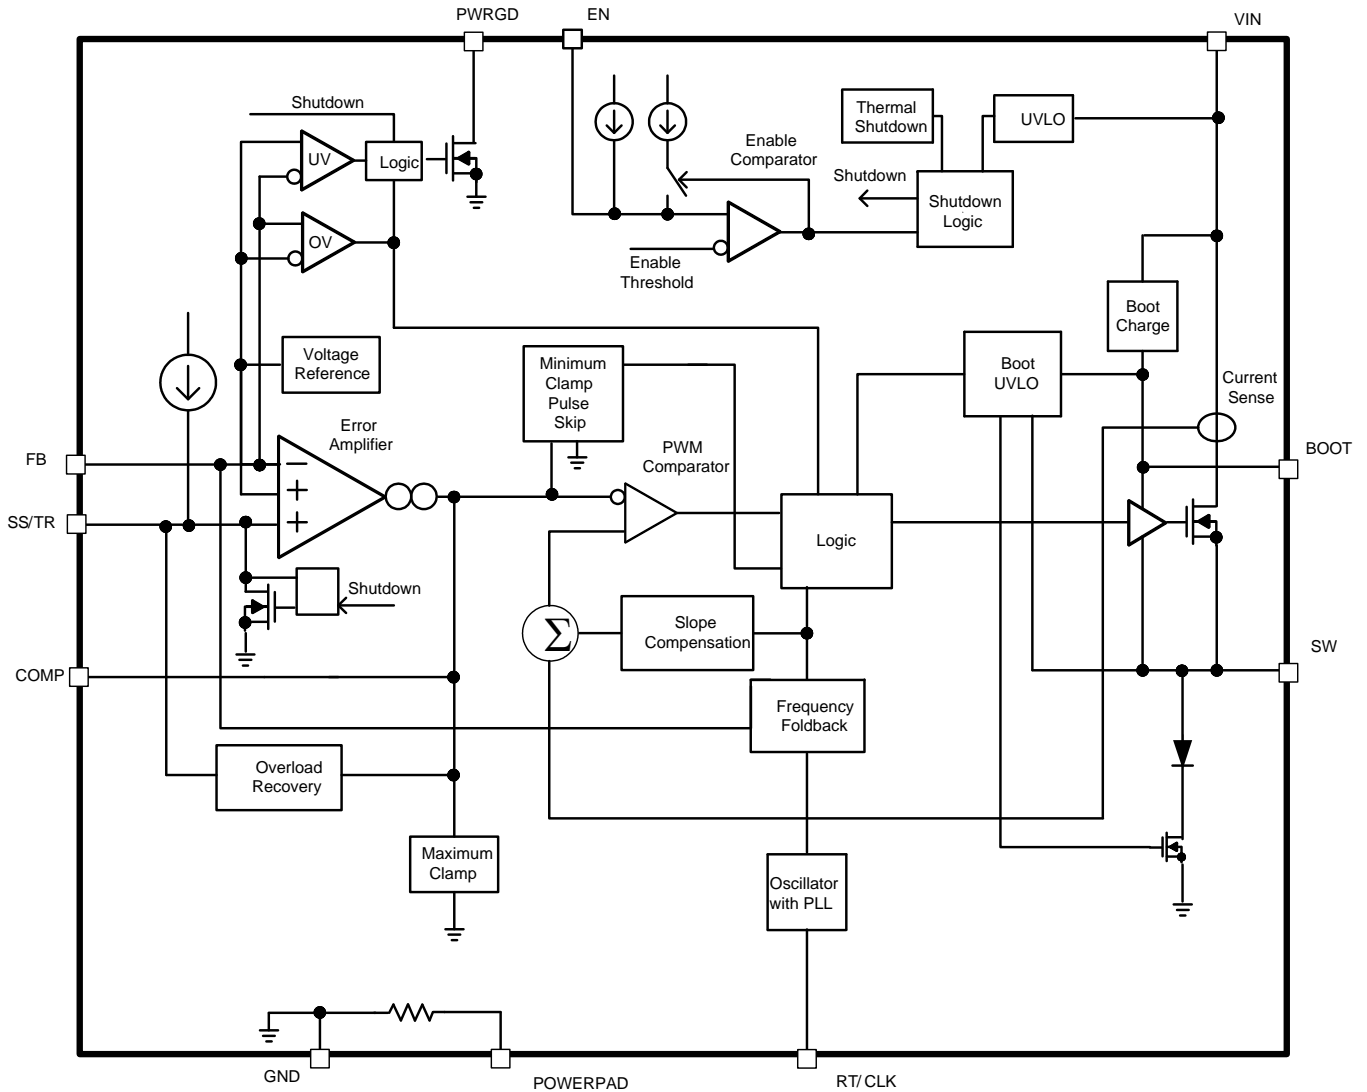 PWRGD
EN
VIN
Shutdown
Thermal
Shutdown
UVLO
UV
Logic
Enable
Comparator
Shutdown
Shutdown
Logic
OV
Enable
Threshold
Boot
Charge
Voltage
Reference
Minimum
Clamp
Pulse
Skip
Boot
UVLO
Current
Sense
Error
Amplifier
FB
PWM
Comparator
BOOT
SS/TR
Logic
Shutdown
Σ
Slope
Compensation
SW
COMP
Frequency
Foldback
Overload
Recovery
Maximum
Clamp
Oscillator
with PLL
GND
POWERPAD
RT/CLK